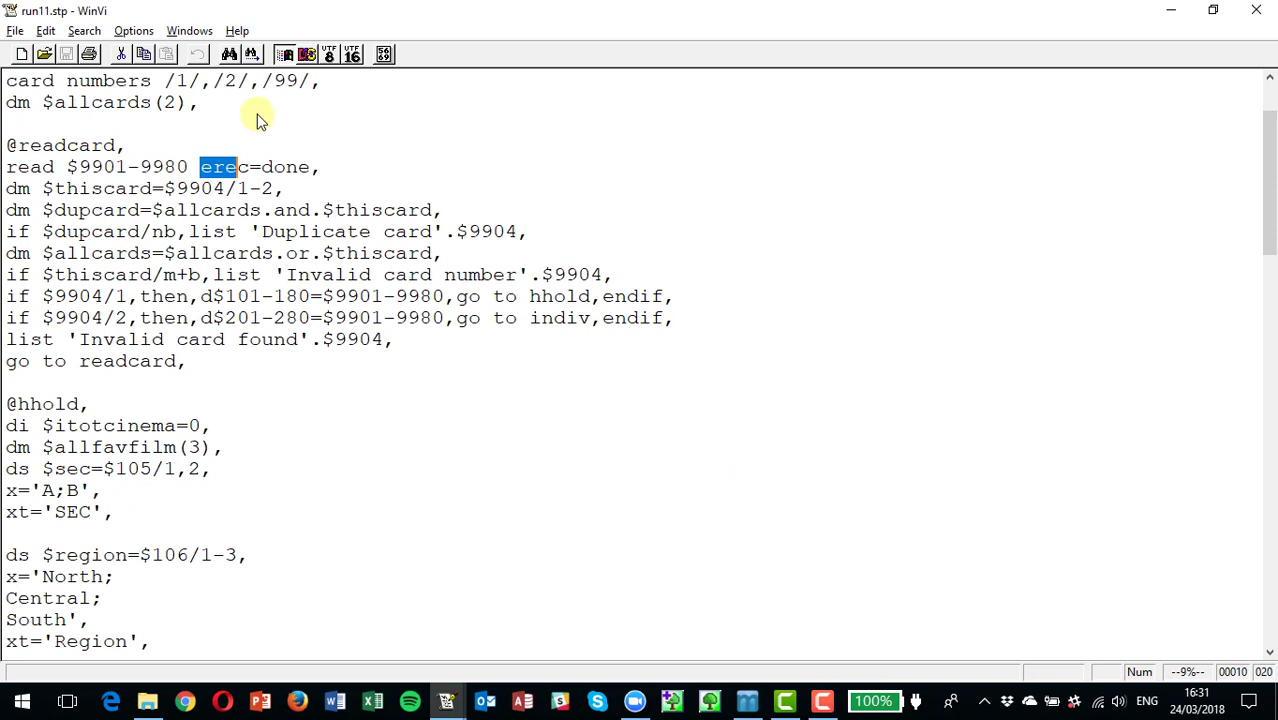 run11.stp - WinVi
File Edit Search Options Windows Help
UTF 8 UTF 16
card numbers /1/,/2/,/99/,
dm $allcards(2),
@readcard,
read $9901-9980 erec=done,
dm $thiscard=$9904/1-2,
dm $dupcard=$allcards.and.$thiscard,
if $dupcard/nb,list 'Duplicate card'.$9904,
dm $allcards=$allcards.or.$thiscard,
if $thiscard/m+b,list 'Invalid card number'.$9904,
if $9904/1,then,d$101-180=$9901-9980,go to hhold,endif,
if $9904/2,then,d$201-280=$9901-9980,go to indiv,endif,
list 'Invalid card found'.$9904,
go to readcard,
@hhold,
di $itotcinema=0,
dm $allfavfilm(3),
ds $sec=$105/1,2,
x='A;B',
xt='SEC',
ds $region=$106/1-3,
x='North;
Central;
South',
xt='Region',
Num --9%-- 00010 020
100% ENG 16:31
24/03/2018